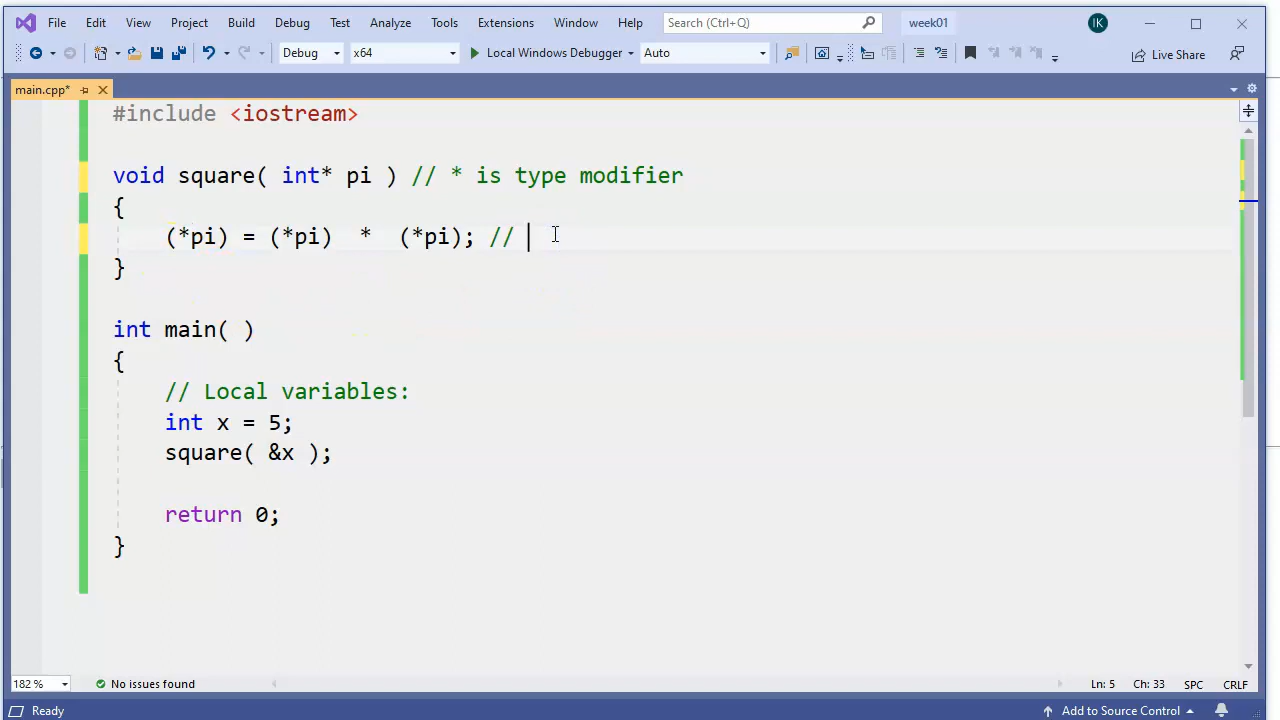 File Edit View Project Build Debug Test Analyze Tools Extensions Window Help Search (Ctrl+Q) week01 IK
Debug x64 Local Windows Debugger Auto Live Share
main.cpp*
#include <iostream>
void square( int* pi ) // * is type modifier
{
(*pi) = (*pi)  *  (*pi); //
}
int main( )
{
// Local variables:
int x = 5;
square( &x );
return 0;
}
182 % No issues found Ln: 5 Ch: 33 SPC CRLF
Ready Add to Source Control